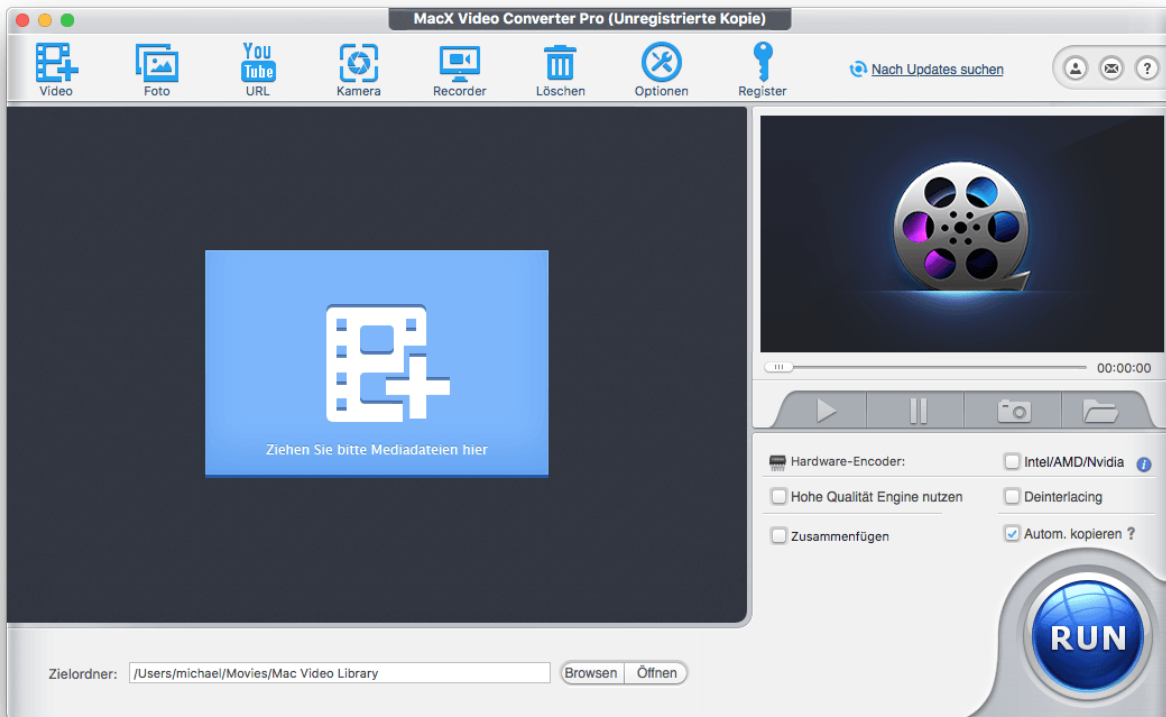 MacX Video Converter Pro (Unregistrierte Kopie)
You
Tube
Video
Foto
URL
Kamera
Recorder
Löschen
Optionen
Register
Nach Updates suchen
?
Ziehen Sie bitte Mediadateien hier
00:00:00
Hardware-Encoder:
Intel/AMD/Nvidia
i
Hohe Qualität Engine nutzen
Deinterlacing
Zusammenfügen
Autom. kopieren ?
RUN
Zielordner:
/Users/michael/Movies/Mac Video Library
Browsen
Öffnen